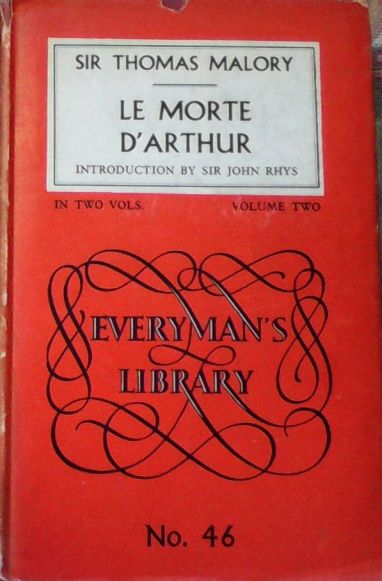 SIR THOMAS MALORY
LE MORTE
D'ARTHUR
INTRODUCTION BY SIR JOHN RHYS
IN TWO VOLS. VOLUME TWO
EVERYMAN'S
LIBRARY
No. 46